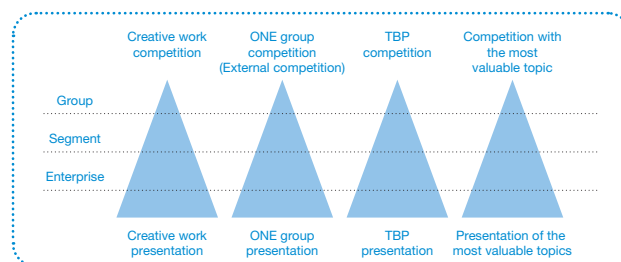 Creative work
competition
ONE group
competition
(External competition)
TBP
competition
Competition with
the most
valuable topic
Group
Segment
Enterprise
Creative work
presentation
ONE group
presentation
TBP
presentation
Presentation of the
most valuable topics